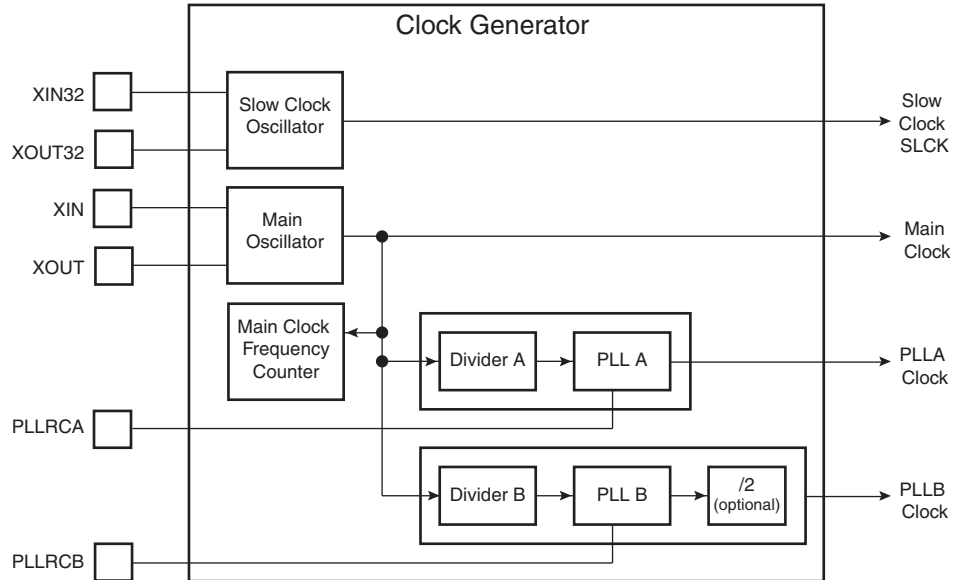 Clock Generator
XIN32
Slow Clock
Oscillator
Slow
Clock
SLCK
XOUT32
XIN
Main
Oscillator
Main
Clock
XOUT
Main Clock
Frequency
Counter
Divider A
PLL A
PLLA
Clock
PLLRCA
Divider B
PLL B
/2
(optional)
PLLB
Clock
PLLRCB